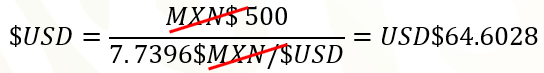 $USD = MXN$ 500 / 7.7396$MXN/$USD = USD$64.6028